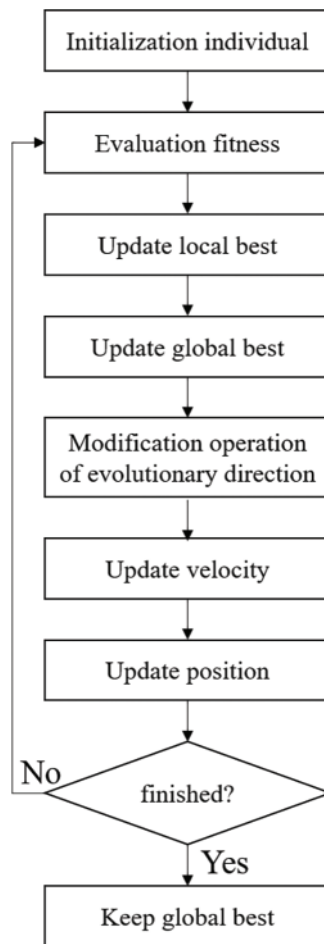 Initialization individual
Evaluation fitness
Update local best
Update global best
Modification operation
of evolutionary direction
Update velocity
Update position
No
finished?
Yes
Keep global best